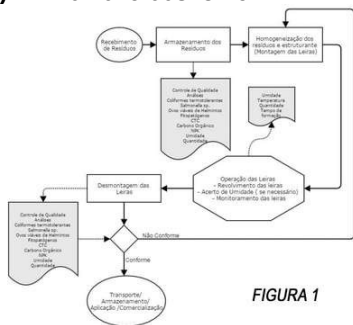 Recebimento
de Resíduos
Armazenamento
dos Resíduos
Homogeneização dos
resíduos e estruturante
(Montagem das Leiras)
Controle de Qualidade
Análises
Coliformes termotolerantes
Salmonella sp.
Ovos viáveis de Helmintos
Fitopatógenos
CTC
Carbono Orgânico
NPK
Umidade
Quantidade
Umidade
Temperatura
Quantidade
Tempo da
formação
Operação das Leiras
- Revolvimento das leiras
- Acerto de Umidade ( se necessário)
- Monitoramento das leiras
Desmontagem das
Leiras
Controle de Qualidade
Análises
Coliformes termotolerantes
Salmonella sp.
Ovos viáveis de Helmintos
Fitopatógenos
CTC
Carbono Orgânico
NPK
Umidade
Quantidade
Não Conforme
Conforme
Transporte/
Armazenamento/
Aplicação /Comercialização
FIGURA 1